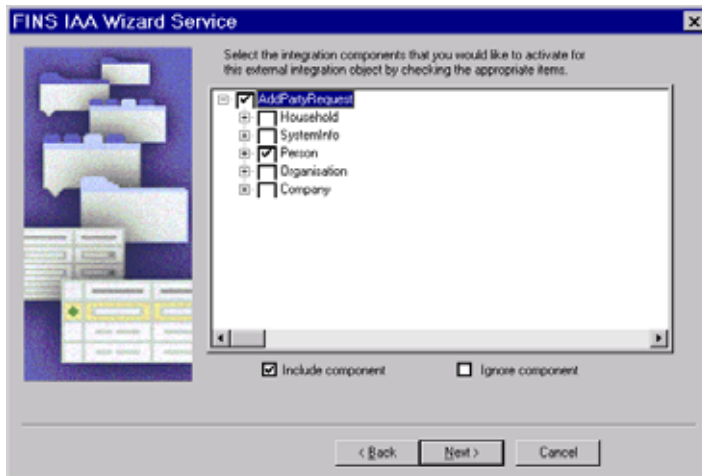 FINS IAA Wizard Service
Select the integration components that you would like to activate for
this external integration object by checking the appropriate items.
AddPartyRequest
Household
SystemInfo
Person
Organisation
Company
Include component
Ignore component
< Back
Next >
Cancel